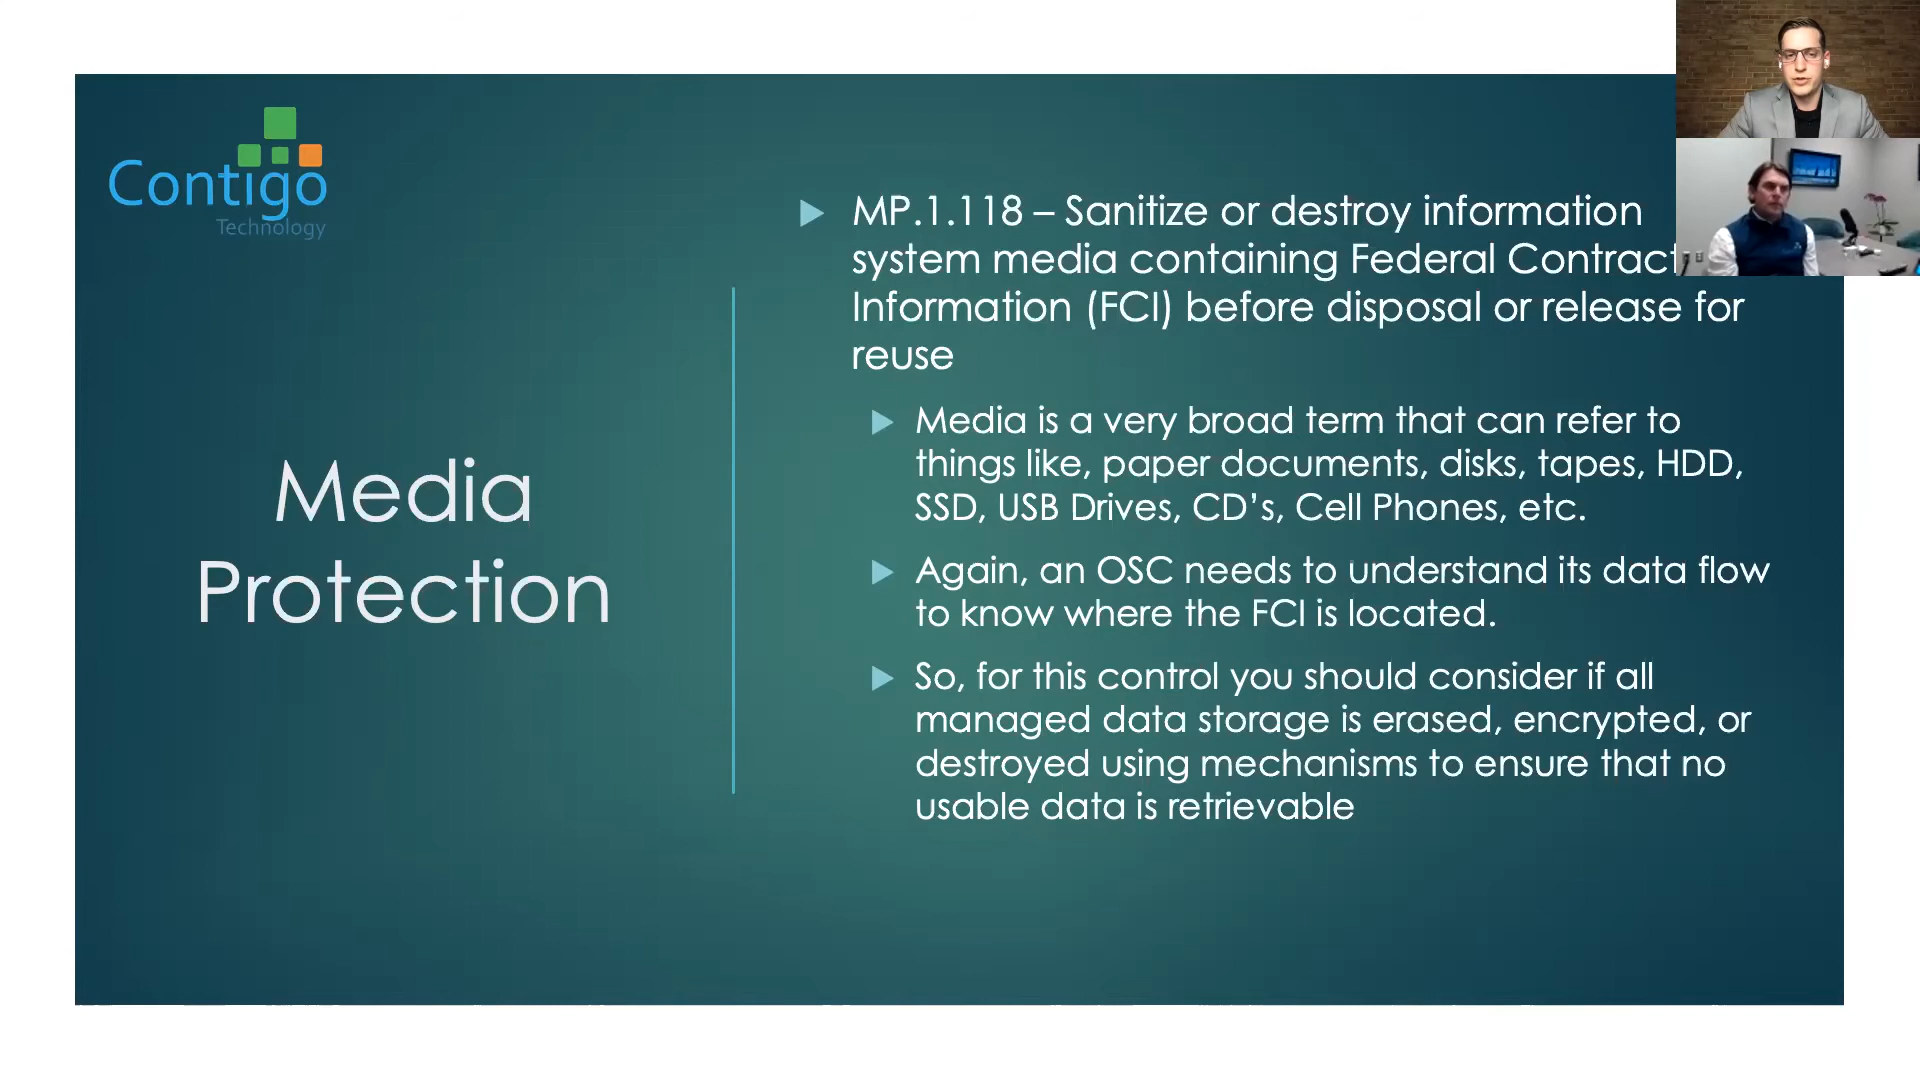 Contigo
Technology
Media
Protection
MP.1.118 – Sanitize or destroy information
system media containing Federal Contract
Information (FCI) before disposal or release for
reuse
Media is a very broad term that can refer to
things like, paper documents, disks, tapes, HDD,
SSD, USB Drives, CD’s, Cell Phones, etc.
Again, an OSC needs to understand its data flow
to know where the FCI is located.
So, for this control you should consider if all
managed data storage is erased, encrypted, or
destroyed using mechanisms to ensure that no
usable data is retrievable